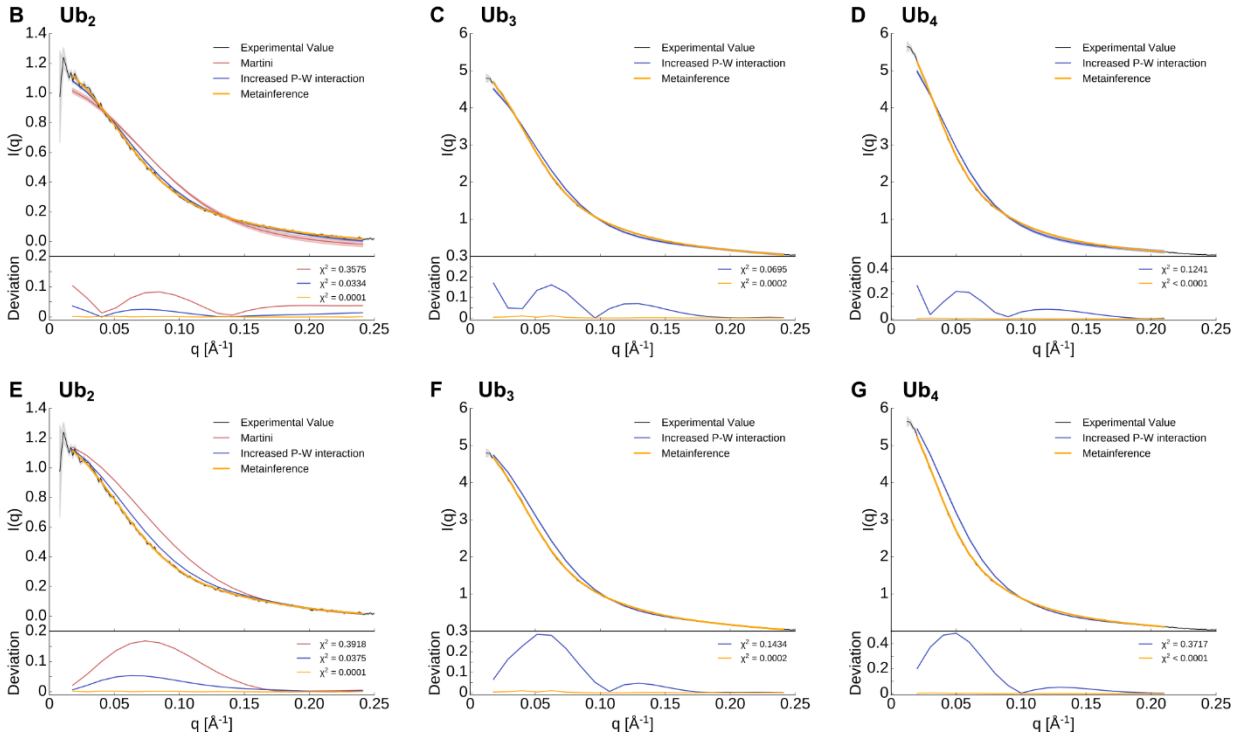 B Ub₂
1.4
1.2
1.0
0.8
0.6
0.4
0.2
0.0
I(q)
Experimental Value
Martini
Increased P-W interaction
Metainference
0.2
0.1
0
Deviation
χ² = 0.3575
χ² = 0.0334
χ² = 0.0001
0.00 0.05 0.10 0.15 0.20 0.25
q [Å⁻¹]
C Ub₃
6
5
4
3
2
1
I(q)
Experimental Value
Increased P-W interaction
Metainference
0.3
0.2
0.1
0
Deviation
χ² = 0.0695
χ² = 0.0002
0.00 0.05 0.10 0.15 0.20 0.25
q [Å⁻¹]
D Ub₄
6
5
4
3
2
1
I(q)
Experimental Value
Increased P-W interaction
Metainference
0.4
0.2
0
Deviation
χ² = 0.1241
χ² < 0.0001
0.00 0.05 0.10 0.15 0.20 0.25
q [Å⁻¹]
E Ub₂
1.4
1.2
1.0
0.8
0.6
0.4
0.2
0.0
I(q)
Experimental Value
Martini
Increased P-W interaction
Metainference
0.2
0.1
0
Deviation
χ² = 0.3918
χ² = 0.0375
χ² = 0.0001
0.00 0.05 0.10 0.15 0.20 0.25
q [Å⁻¹]
F Ub₃
6
5
4
3
2
1
I(q)
Experimental Value
Increased P-W interaction
Metainference
0.3
0.2
0.1
0
Deviation
χ² = 0.1434
χ² = 0.0002
0.00 0.05 0.10 0.15 0.20 0.25
q [Å⁻¹]
G Ub₄
6
5
4
3
2
1
I(q)
Experimental Value
Increased P-W interaction
Metainference
0.4
0.2
0
Deviation
χ² = 0.3717
χ² < 0.0001
0.00 0.05 0.10 0.15 0.20 0.25
q [Å⁻¹]